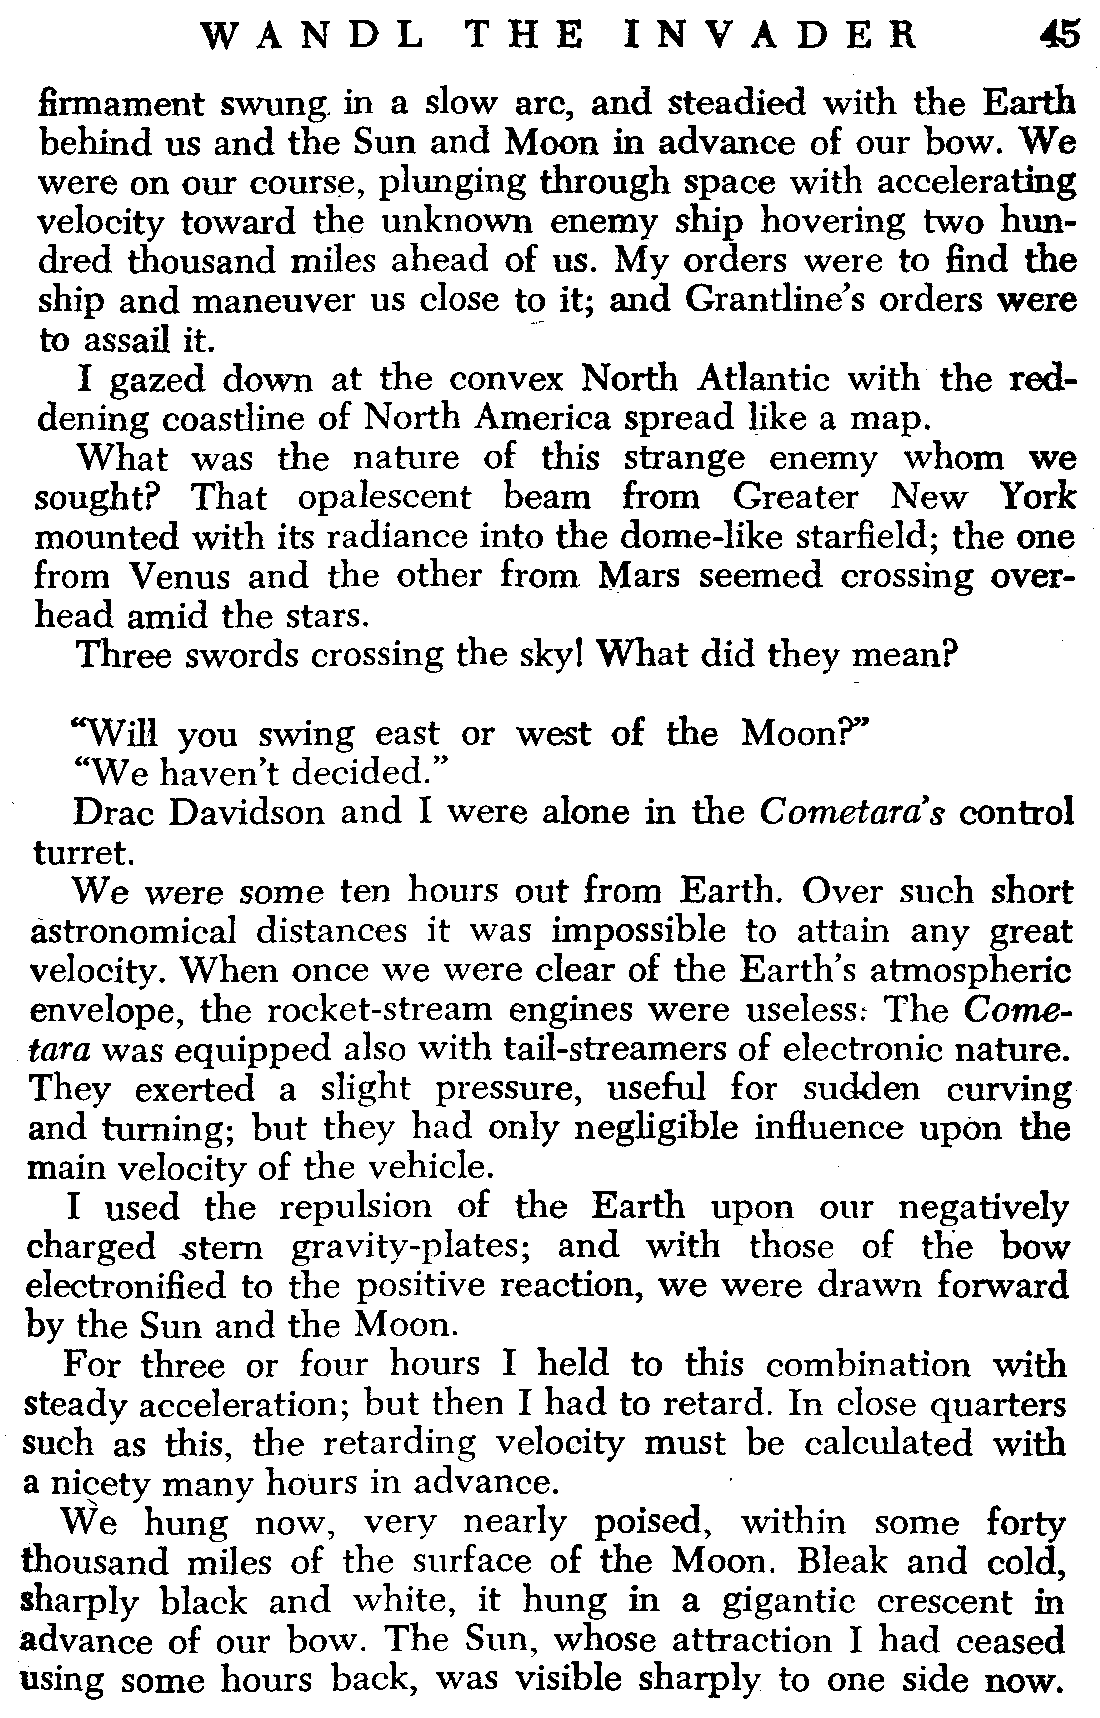 WANDL THE INVADER 45
firmament swung in a slow arc, and steadied with the Earth
behind us and the Sun and Moon in advance of our bow. We
were on our course, plunging through space with accelerating
velocity toward the unknown enemy ship hovering two hun-
dred thousand miles ahead of us. My orders were to find the
ship and maneuver us close to it; and Grantline's orders were
to assail it.
I gazed down at the convex North Atlantic with the red-
dening coastline of North America spread like a map.
What was the nature of this strange enemy whom we
sought? That opalescent beam from Greater New York
mounted with its radiance into the dome-like starfield; the one
from Venus and the other from Mars seemed crossing over-
head amid the stars.
Three swords crossing the sky! What did they mean?
“Will you swing east or west of the Moon?”
“We haven't decided.”
Drac Davidson and I were alone in the Cometara's control
turret.
We were some ten hours out from Earth. Over such short
astronomical distances it was impossible to attain any great
velocity. When once we were clear of the Earth's atmospheric
envelope, the rocket-stream engines were useless: The Come-
tara was equipped also with tail-streamers of electronic nature.
They exerted a slight pressure, useful for sudden curving
and turning; but they had only negligible influence upon the
main velocity of the vehicle.
I used the repulsion of the Earth upon our negatively
charged stern gravity-plates; and with those of the bow
electronified to the positive reaction, we were drawn forward
by the Sun and the Moon.
For three or four hours I held to this combination with
steady acceleration; but then I had to retard. In close quarters
such as this, the retarding velocity must be calculated with
a nicety many hours in advance.
We hung now, very nearly poised, within some forty
thousand miles of the surface of the Moon. Bleak and cold,
sharply black and white, it hung in a gigantic crescent in
advance of our bow. The Sun, whose attraction I had ceased
using some hours back, was visible sharply to one side now.